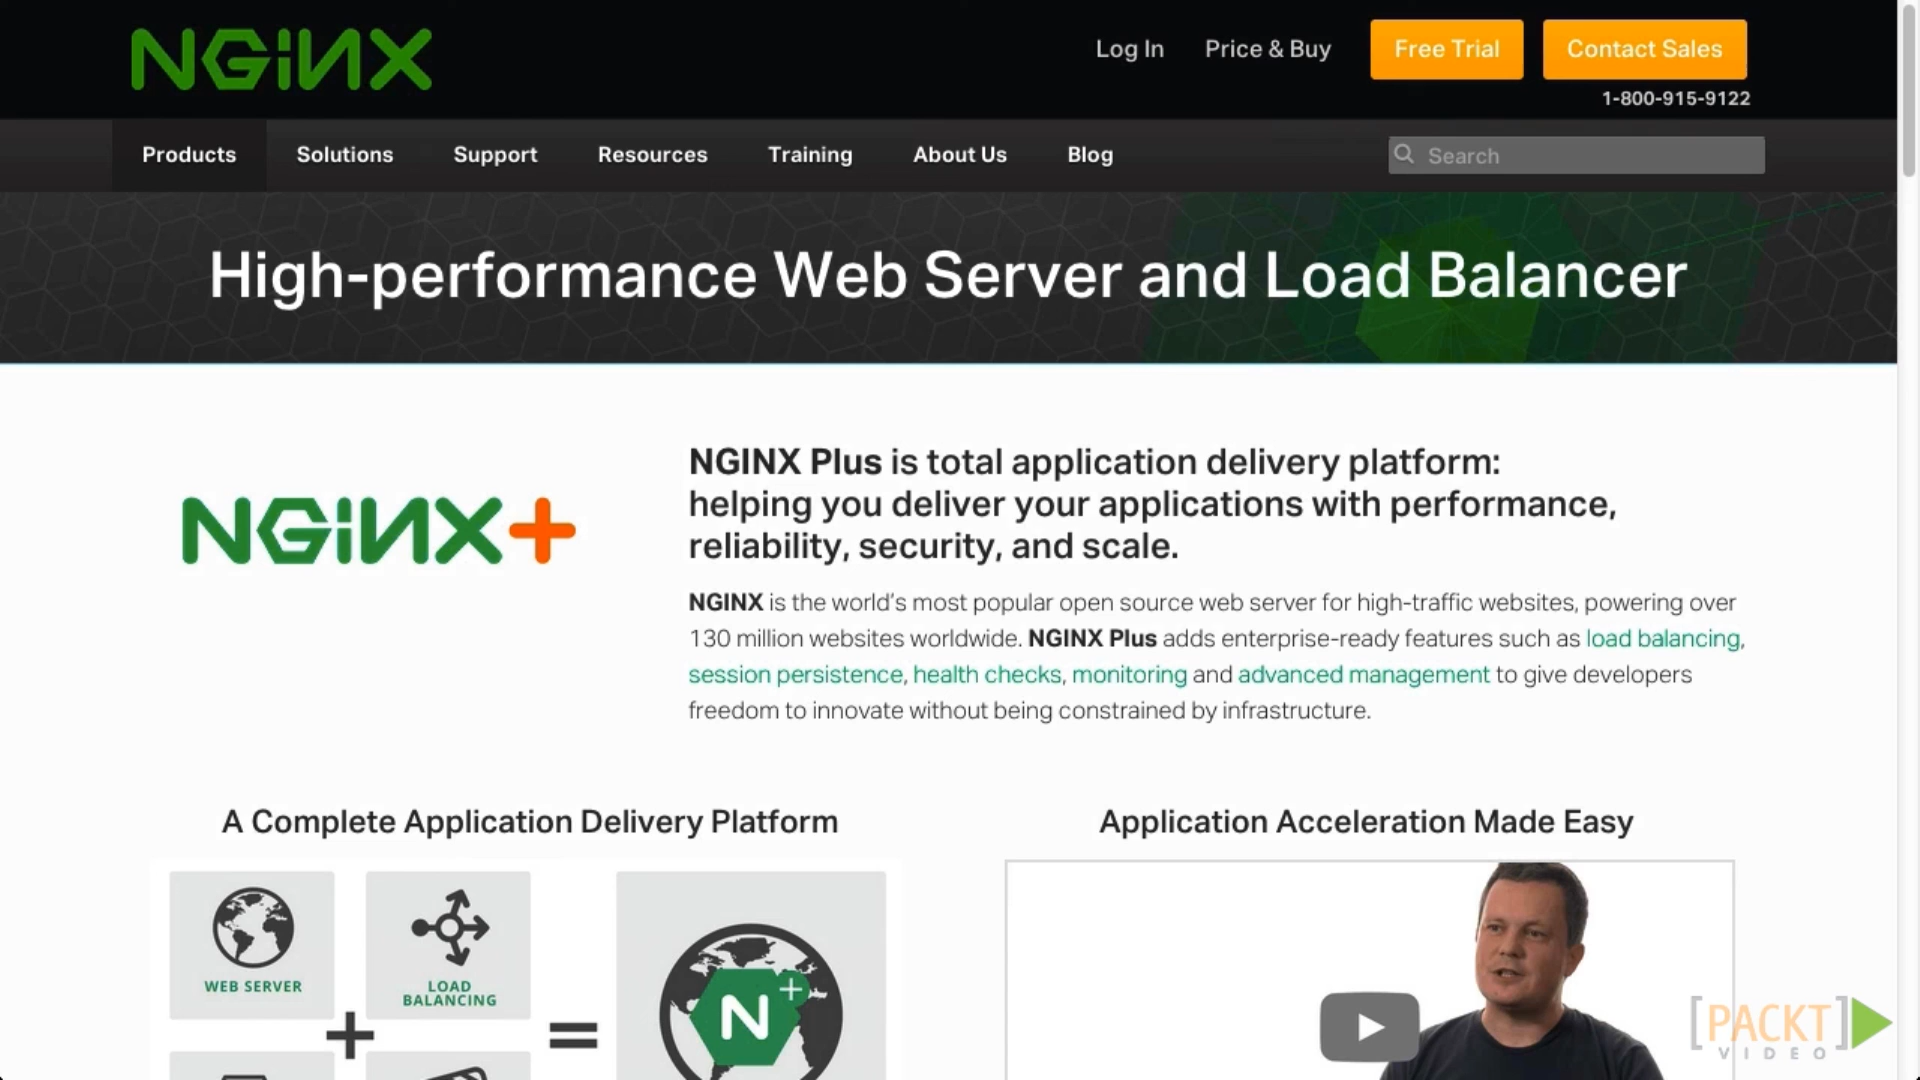 NGINX
Log In
Price & Buy
Free Trial
Contact Sales
1-800-915-9122
Products
Solutions
Support
Resources
Training
About Us
Blog
Search
High-performance Web Server and Load Balancer
NGINX+
NGINX Plus is total application delivery platform:
helping you deliver your applications with performance,
reliability, security, and scale.
NGINX is the world's most popular open source web server for high-traffic websites, powering over
130 million websites worldwide. NGINX Plus adds enterprise-ready features such as load balancing,
session persistence, health checks, monitoring and advanced management to give developers
freedom to innovate without being constrained by infrastructure.
A Complete Application Delivery Platform
Application Acceleration Made Easy
WEB SERVER
LOAD
BALANCING
+
=
N+
[PACKT]
VIDEO